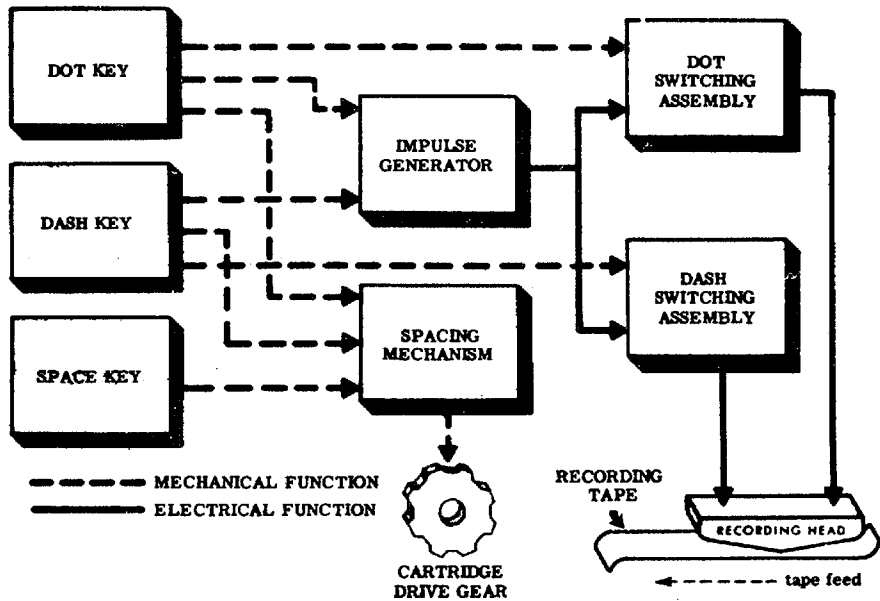 DOT KEY
DOT
SWITCHING
ASSEMBLY
IMPULSE
GENERATOR
DASH KEY
DASH
SWITCHING
ASSEMBLY
SPACING
MECHANISM
SPACE KEY
MECHANICAL FUNCTION
ELECTRICAL FUNCTION
RECORDING
TAPE
RECORDING HEAD
CARTRIDGE
DRIVE GEAR
tape feed